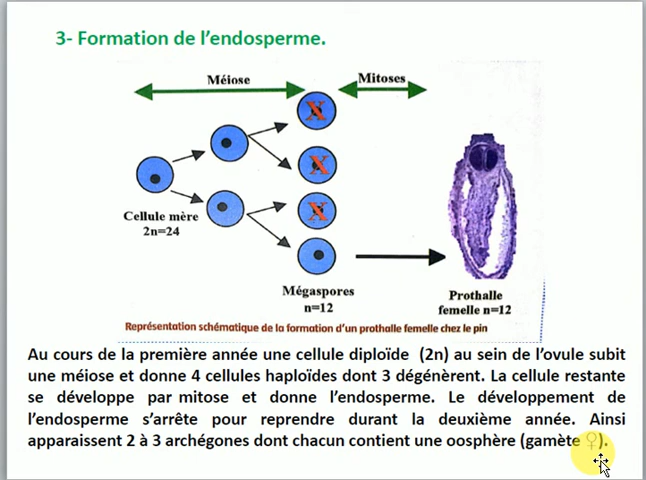 3- Formation de l’endosperme.
Méiose
Mitoses
X
X
X
Cellule mère
2n=24
Mégaspores
n=12
Prothalle
femelle n=12
Représentation schématique de la formation d'un prothalle femelle chez le pin
Au cours de la première année une cellule diploïde (2n) au sein de l’ovule subit
une méiose et donne 4 cellules haploïdes dont 3 dégénèrent. La cellule restante
se développe par mitose et donne l’endosperme. Le développement de
l’endosperme s’arrête pour reprendre durant la deuxième année. Ainsi
apparaissent 2 à 3 archégones dont chacun contient une oosphère (gamète ♀).